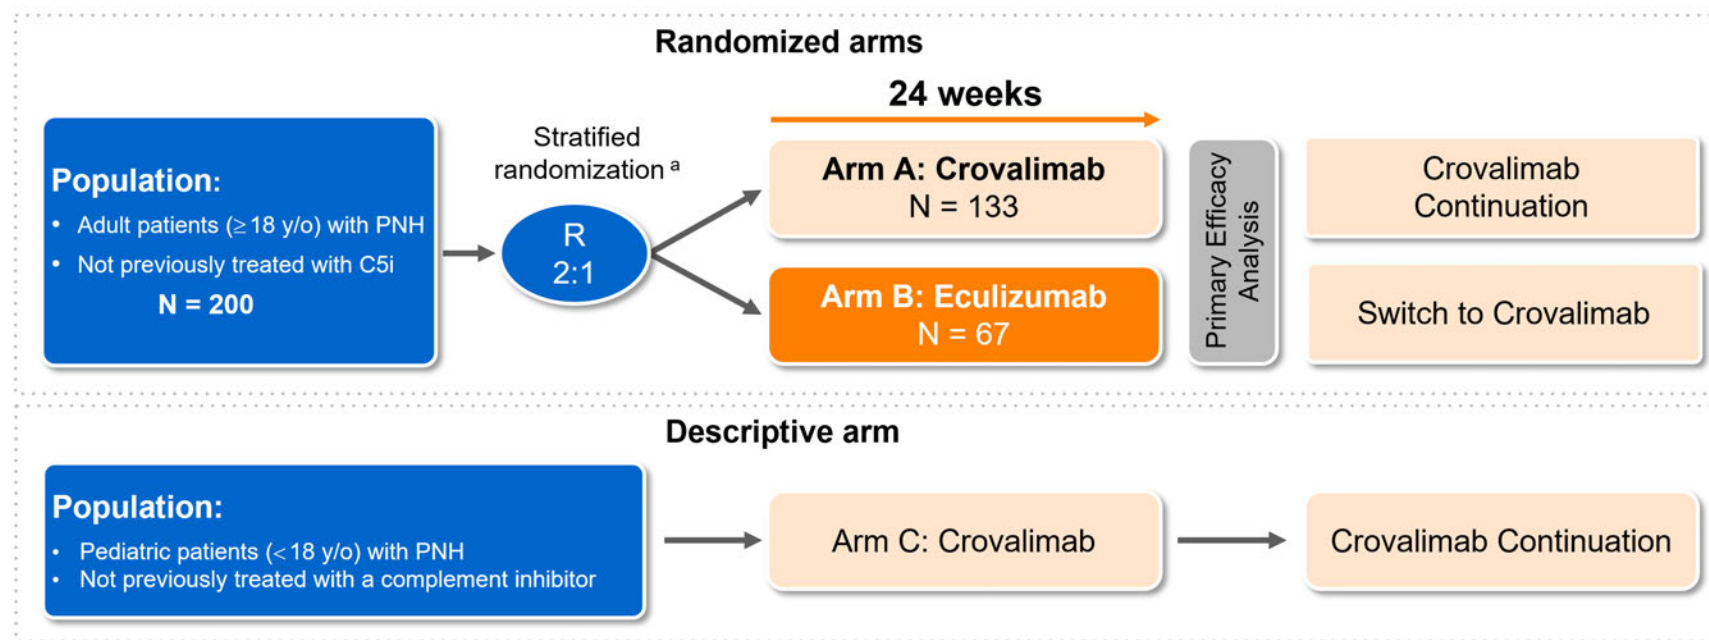 Randomized arms
24 weeks
Population:
• Adult patients (≥ 18 y/o) with PNH
• Not previously treated with C5i
N = 200
Stratified
randomization a
R
2:1
Arm A: Crovalimab
N = 133
Arm B: Eculizumab
N = 67
Primary Efficacy
Analysis
Crovalimab
Continuation
Switch to Crovalimab
Descriptive arm
Population:
• Pediatric patients (< 18 y/o) with PNH
• Not previously treated with a complement inhibitor
Arm C: Crovalimab
Crovalimab Continuation